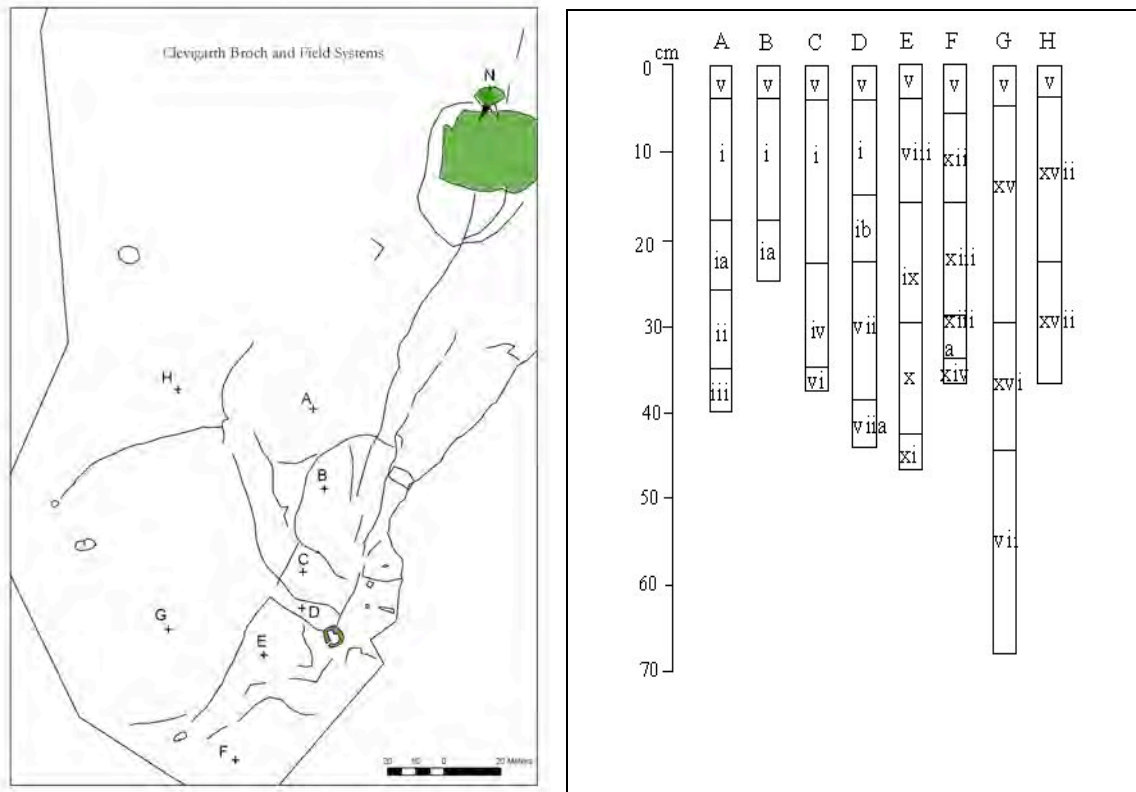 Clevigarth Broch and Field Systems
N
H
A
B
C
D
G
E
F
20 10 0 20 Meters
A B C D E F G H
cm
0
10
20
30
40
50
60
70
v
i
ia
ii
iii
v
i
ia
v
i
iv
vi
v
i
ib
vii
viia
v
viii
ix
x
xi
v
xii
xiii
xiii
a
xiv
v
xv
xvi
vii
v
xvii
xvii